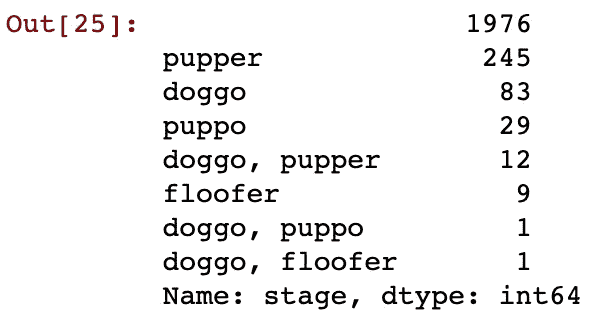 Out[25]: 1976
pupper 245
doggo 83
puppo 29
doggo, pupper 12
floofer 9
doggo, puppo 1
doggo, floofer 1
Name: stage, dtype: int64